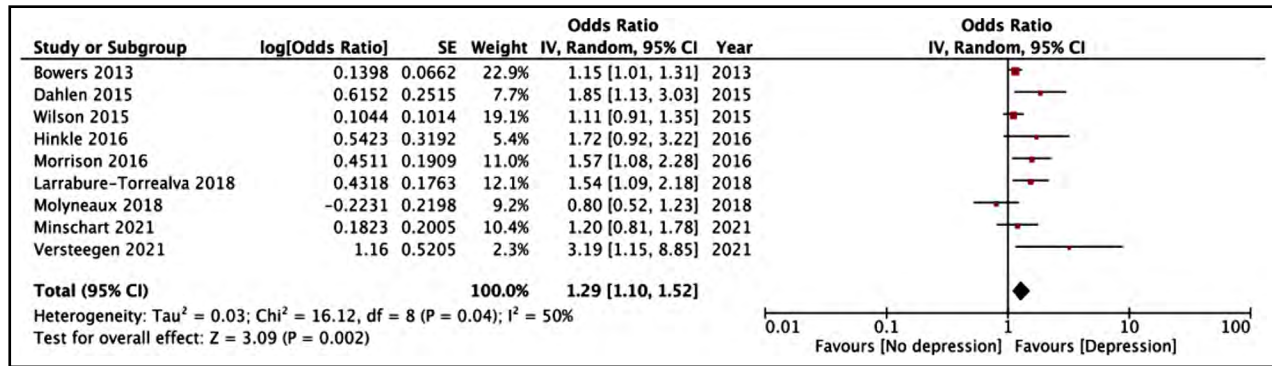 Odds Ratio Odds Ratio
Study or Subgroup log[Odds Ratio] SE Weight IV, Random, 95% CI Year IV, Random, 95% CI
Bowers 2013 0.1398 0.0662 22.9% 1.15 [1.01, 1.31] 2013
Dahlen 2015 0.6152 0.2515 7.7% 1.85 [1.13, 3.03] 2015
Wilson 2015 0.1044 0.1014 19.1% 1.11 [0.91, 1.35] 2015
Hinkle 2016 0.5423 0.3192 5.4% 1.72 [0.92, 3.22] 2016
Morrison 2016 0.4511 0.1909 11.0% 1.57 [1.08, 2.28] 2016
Larrabure-Torrealva 2018 0.4318 0.1763 12.1% 1.54 [1.09, 2.18] 2018
Molyneaux 2018 -0.2231 0.2198 9.2% 0.80 [0.52, 1.23] 2018
Minschart 2021 0.1823 0.2005 10.4% 1.20 [0.81, 1.78] 2021
Versteegen 2021 1.16 0.5205 2.3% 3.19 [1.15, 8.85] 2021
Total (95% CI) 100.0% 1.29 [1.10, 1.52]
Heterogeneity: Tau² = 0.03; Chi² = 16.12, df = 8 (P = 0.04); I² = 50%
Test for overall effect: Z = 3.09 (P = 0.002)
0.01 0.1 1 10 100
Favours [No depression] Favours [Depression]